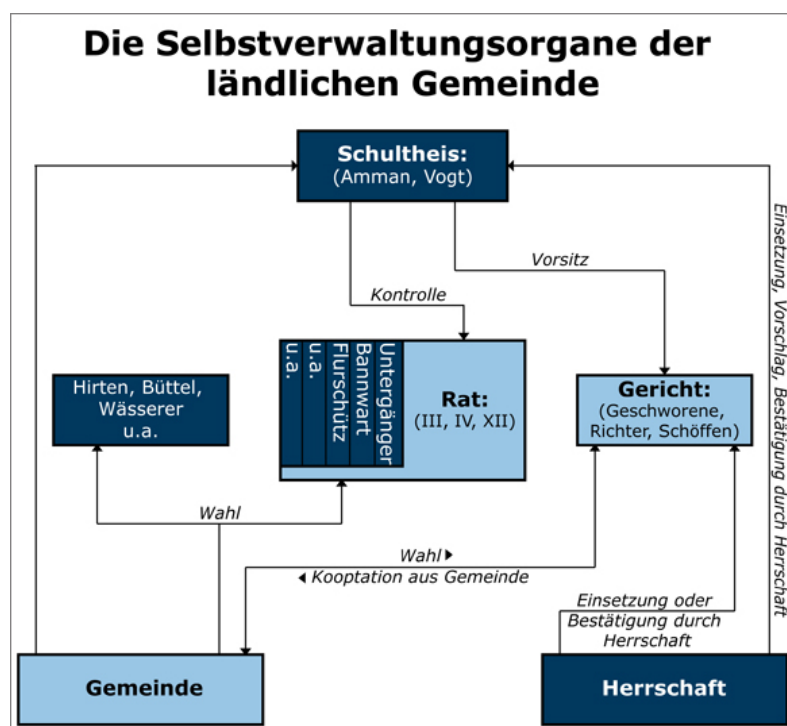 Die Selbstverwaltungsorgane der
ländlichen Gemeinde
Schultheis:
(Amman, Vogt)
Einsetzung, Vorschlag, Bestätigung durch Herrschaft
Vorsitz
Kontrolle
Hirten, Büttel,
Wässerer
u.a.
u.a.
u.a.
Flurschütz
Bannwart
Untergänger
Rat:
(III, IV, XII)
Gericht:
(Geschworene,
Richter, Schöffen)
Wahl
Wahl ▶
◀ Kooptation aus Gemeinde
Einsetzung oder
Bestätigung durch
Herrschaft
Gemeinde
Herrschaft